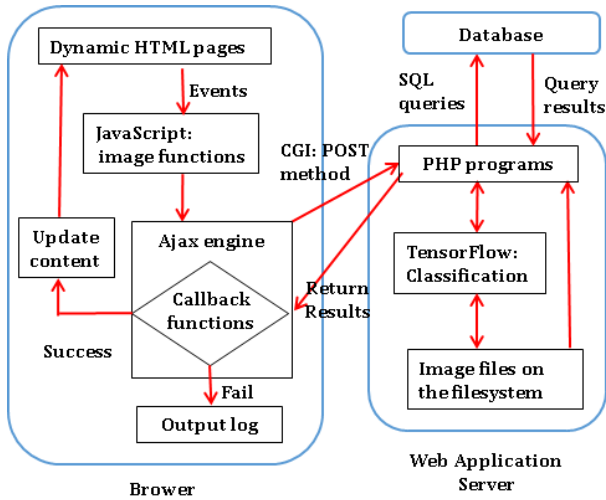 Dynamic HTML pages
Events
JavaScript:
image functions
CGI: POST
method
Update
content
Ajax engine
Callback
functions
Return
Results
Success
Fail
Output log
Brower
Database
SQL
queries
Query
results
PHP programs
TensorFlow:
Classification
Image files on
the filesystem
Web Application
Server